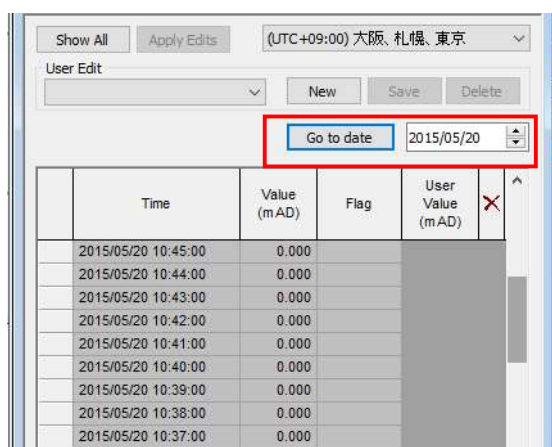 Show All Apply Edits (UTC+09:00) 大阪、札幌、東京
User Edit
New Save Delete
Go to date 2015/05/20
Time Value (mAD) Flag User Value (mAD)
2015/05/20 10:45:00 0.000
2015/05/20 10:44:00 0.000
2015/05/20 10:43:00 0.000
2015/05/20 10:42:00 0.000
2015/05/20 10:41:00 0.000
2015/05/20 10:40:00 0.000
2015/05/20 10:39:00 0.000
2015/05/20 10:38:00 0.000
2015/05/20 10:37:00 0.000